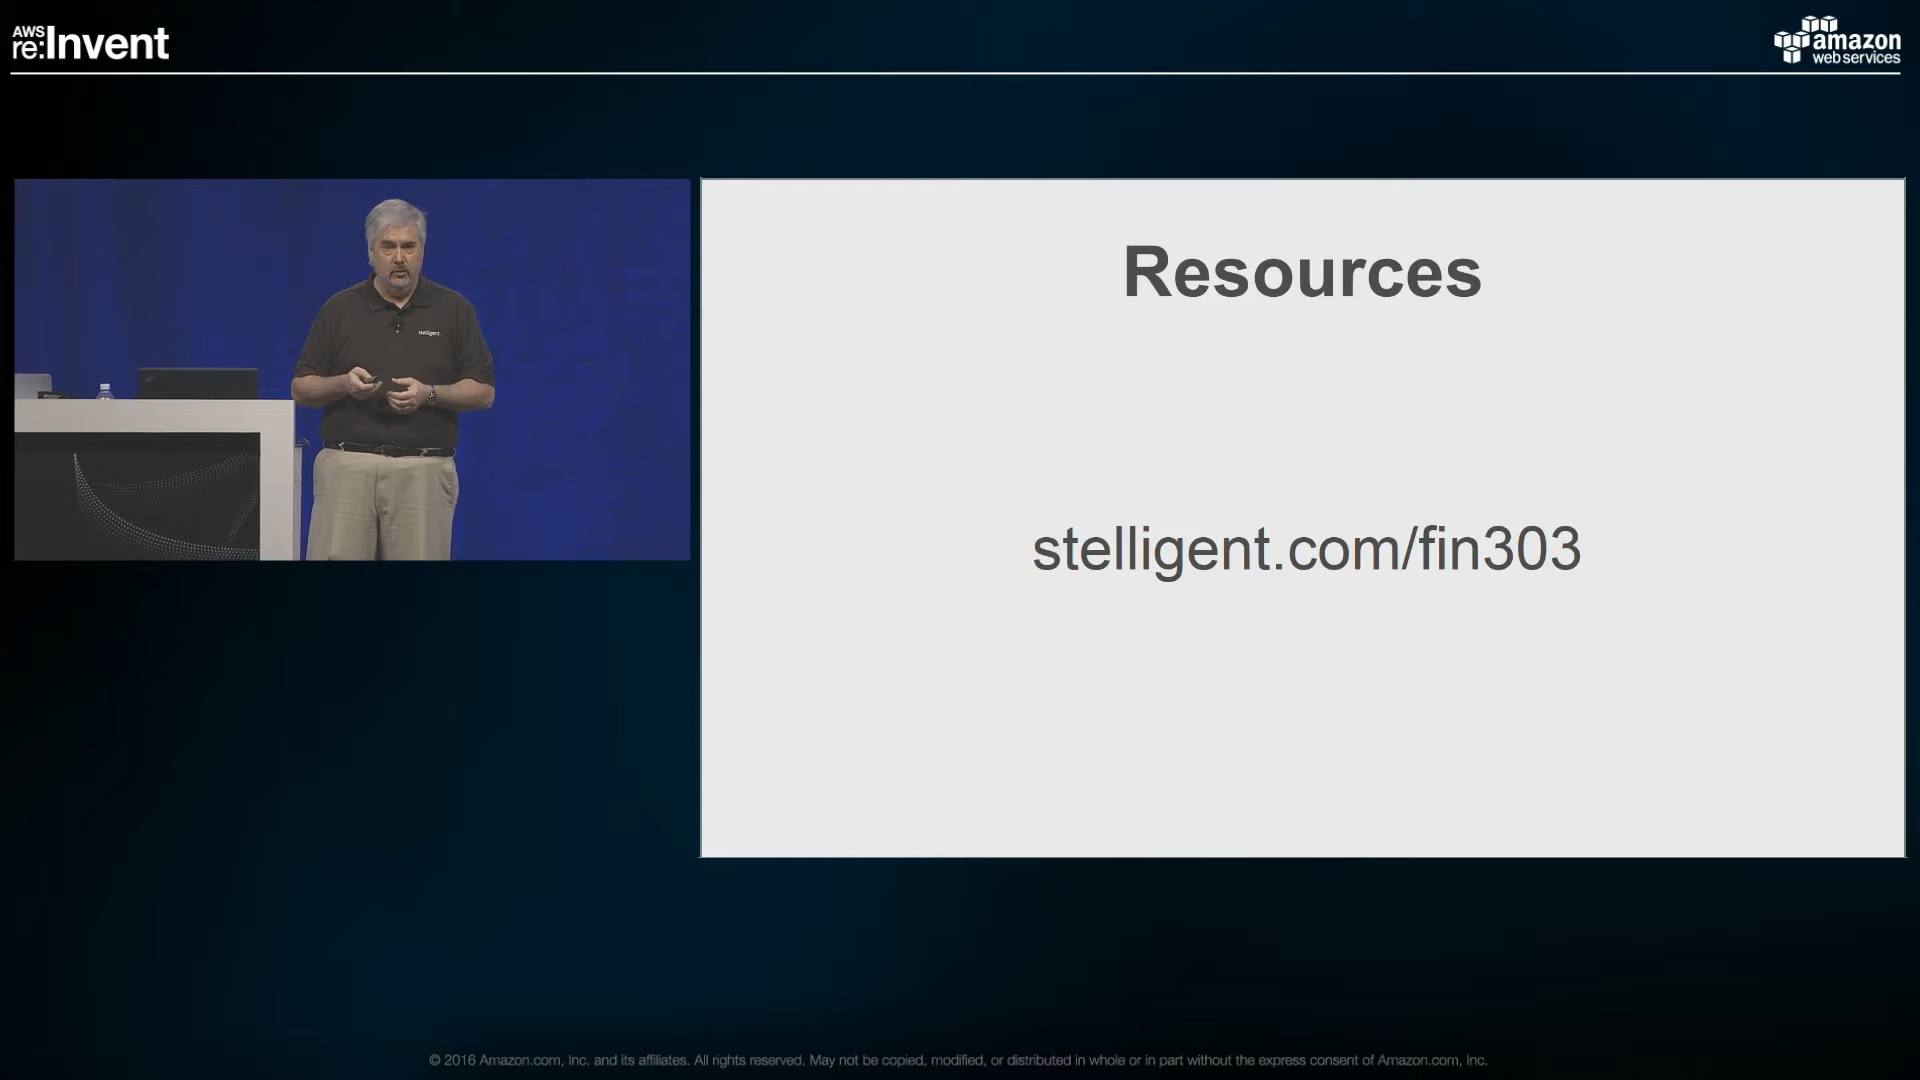 AWS
re:Invent
amazon
web services
stelligent
Resources
stelligent.com/fin303
© 2016 Amazon.com, Inc. and its affiliates. All rights reserved. May not be copied, modified, or distributed in whole or in part without the express consent of Amazon.com, Inc.